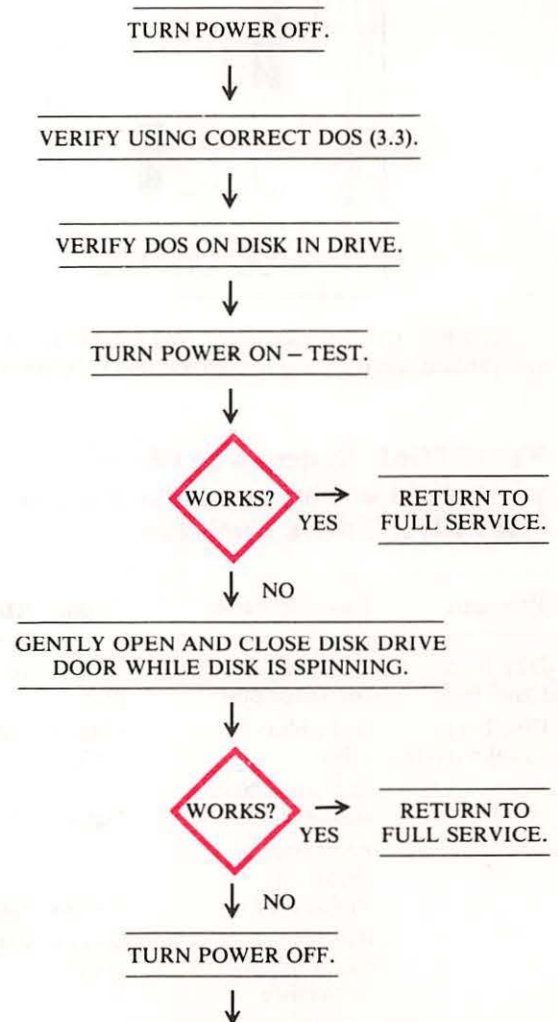 TURN POWER OFF.
VERIFY USING CORRECT DOS (3.3).
VERIFY DOS ON DISK IN DRIVE.
TURN POWER ON – TEST.
WORKS?
YES
RETURN TO
FULL SERVICE.
NO
GENTLY OPEN AND CLOSE DISK DRIVE
DOOR WHILE DISK IS SPINNING.
WORKS?
YES
RETURN TO
FULL SERVICE.
NO
TURN POWER OFF.